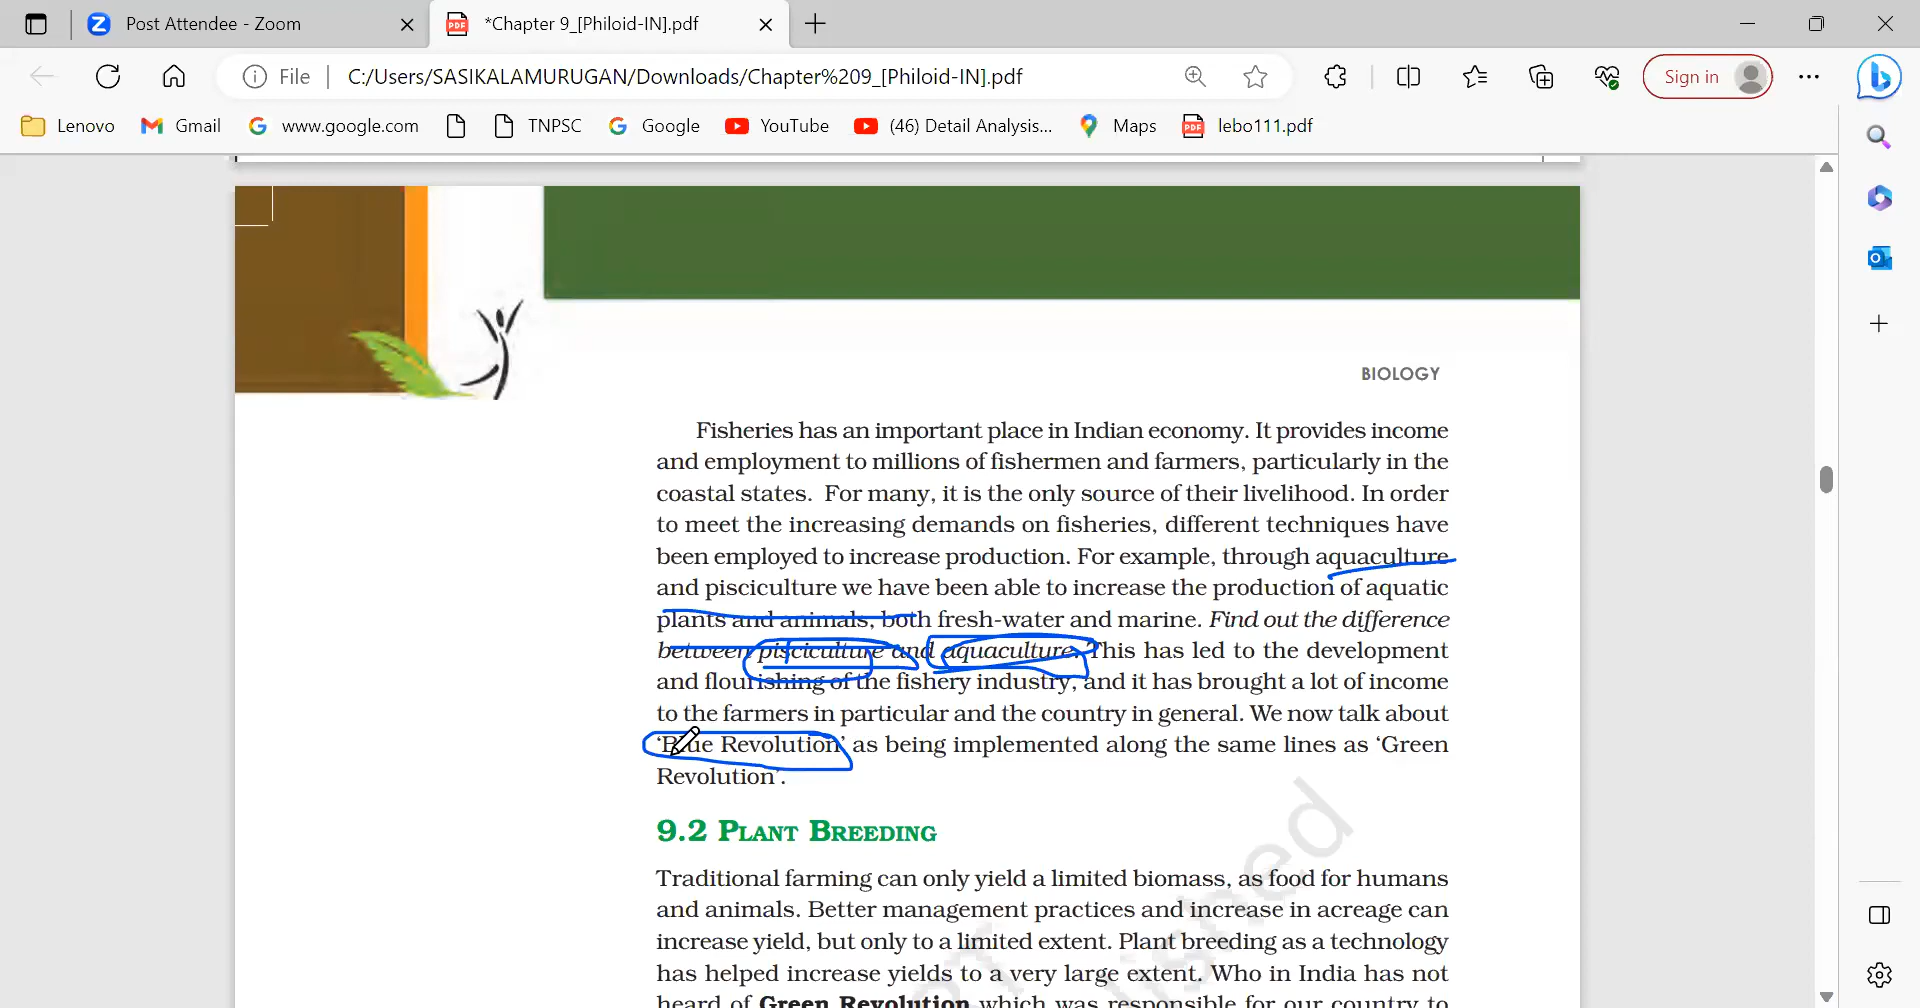 Post Attendee - Zoom
*Chapter 9_[Philoid-IN].pdf
File
C:/Users/SASIKALAMURUGAN/Downloads/Chapter%209_[Philoid-IN].pdf
Sign in
Lenovo
Gmail
www.google.com
TNPSC
Google
YouTube
(46) Detail Analysis...
Maps
lebo111.pdf
BIOLOGY
Fisheries has an important place in Indian economy. It provides income
and employment to millions of fishermen and farmers, particularly in the
coastal states. For many, it is the only source of their livelihood. In order
to meet the increasing demands on fisheries, different techniques have
been employed to increase production. For example, through aquaculture
and pisciculture we have been able to increase the production of aquatic
plants and animals, both fresh-water and marine. Find out the difference
between pisciculture and aquaculture. This has led to the development
and flourishing of the fishery industry, and it has brought a lot of income
to the farmers in particular and the country in general. We now talk about
‘Blue Revolution’ as being implemented along the same lines as ‘Green
Revolution’.
9.2 PLANT BREEDING
Traditional farming can only yield a limited biomass, as food for humans
and animals. Better management practices and increase in acreage can
increase yield, but only to a limited extent. Plant breeding as a technology
has helped increase yields to a very large extent. Who in India has not
heard of Green Revolution which was responsible for our country to